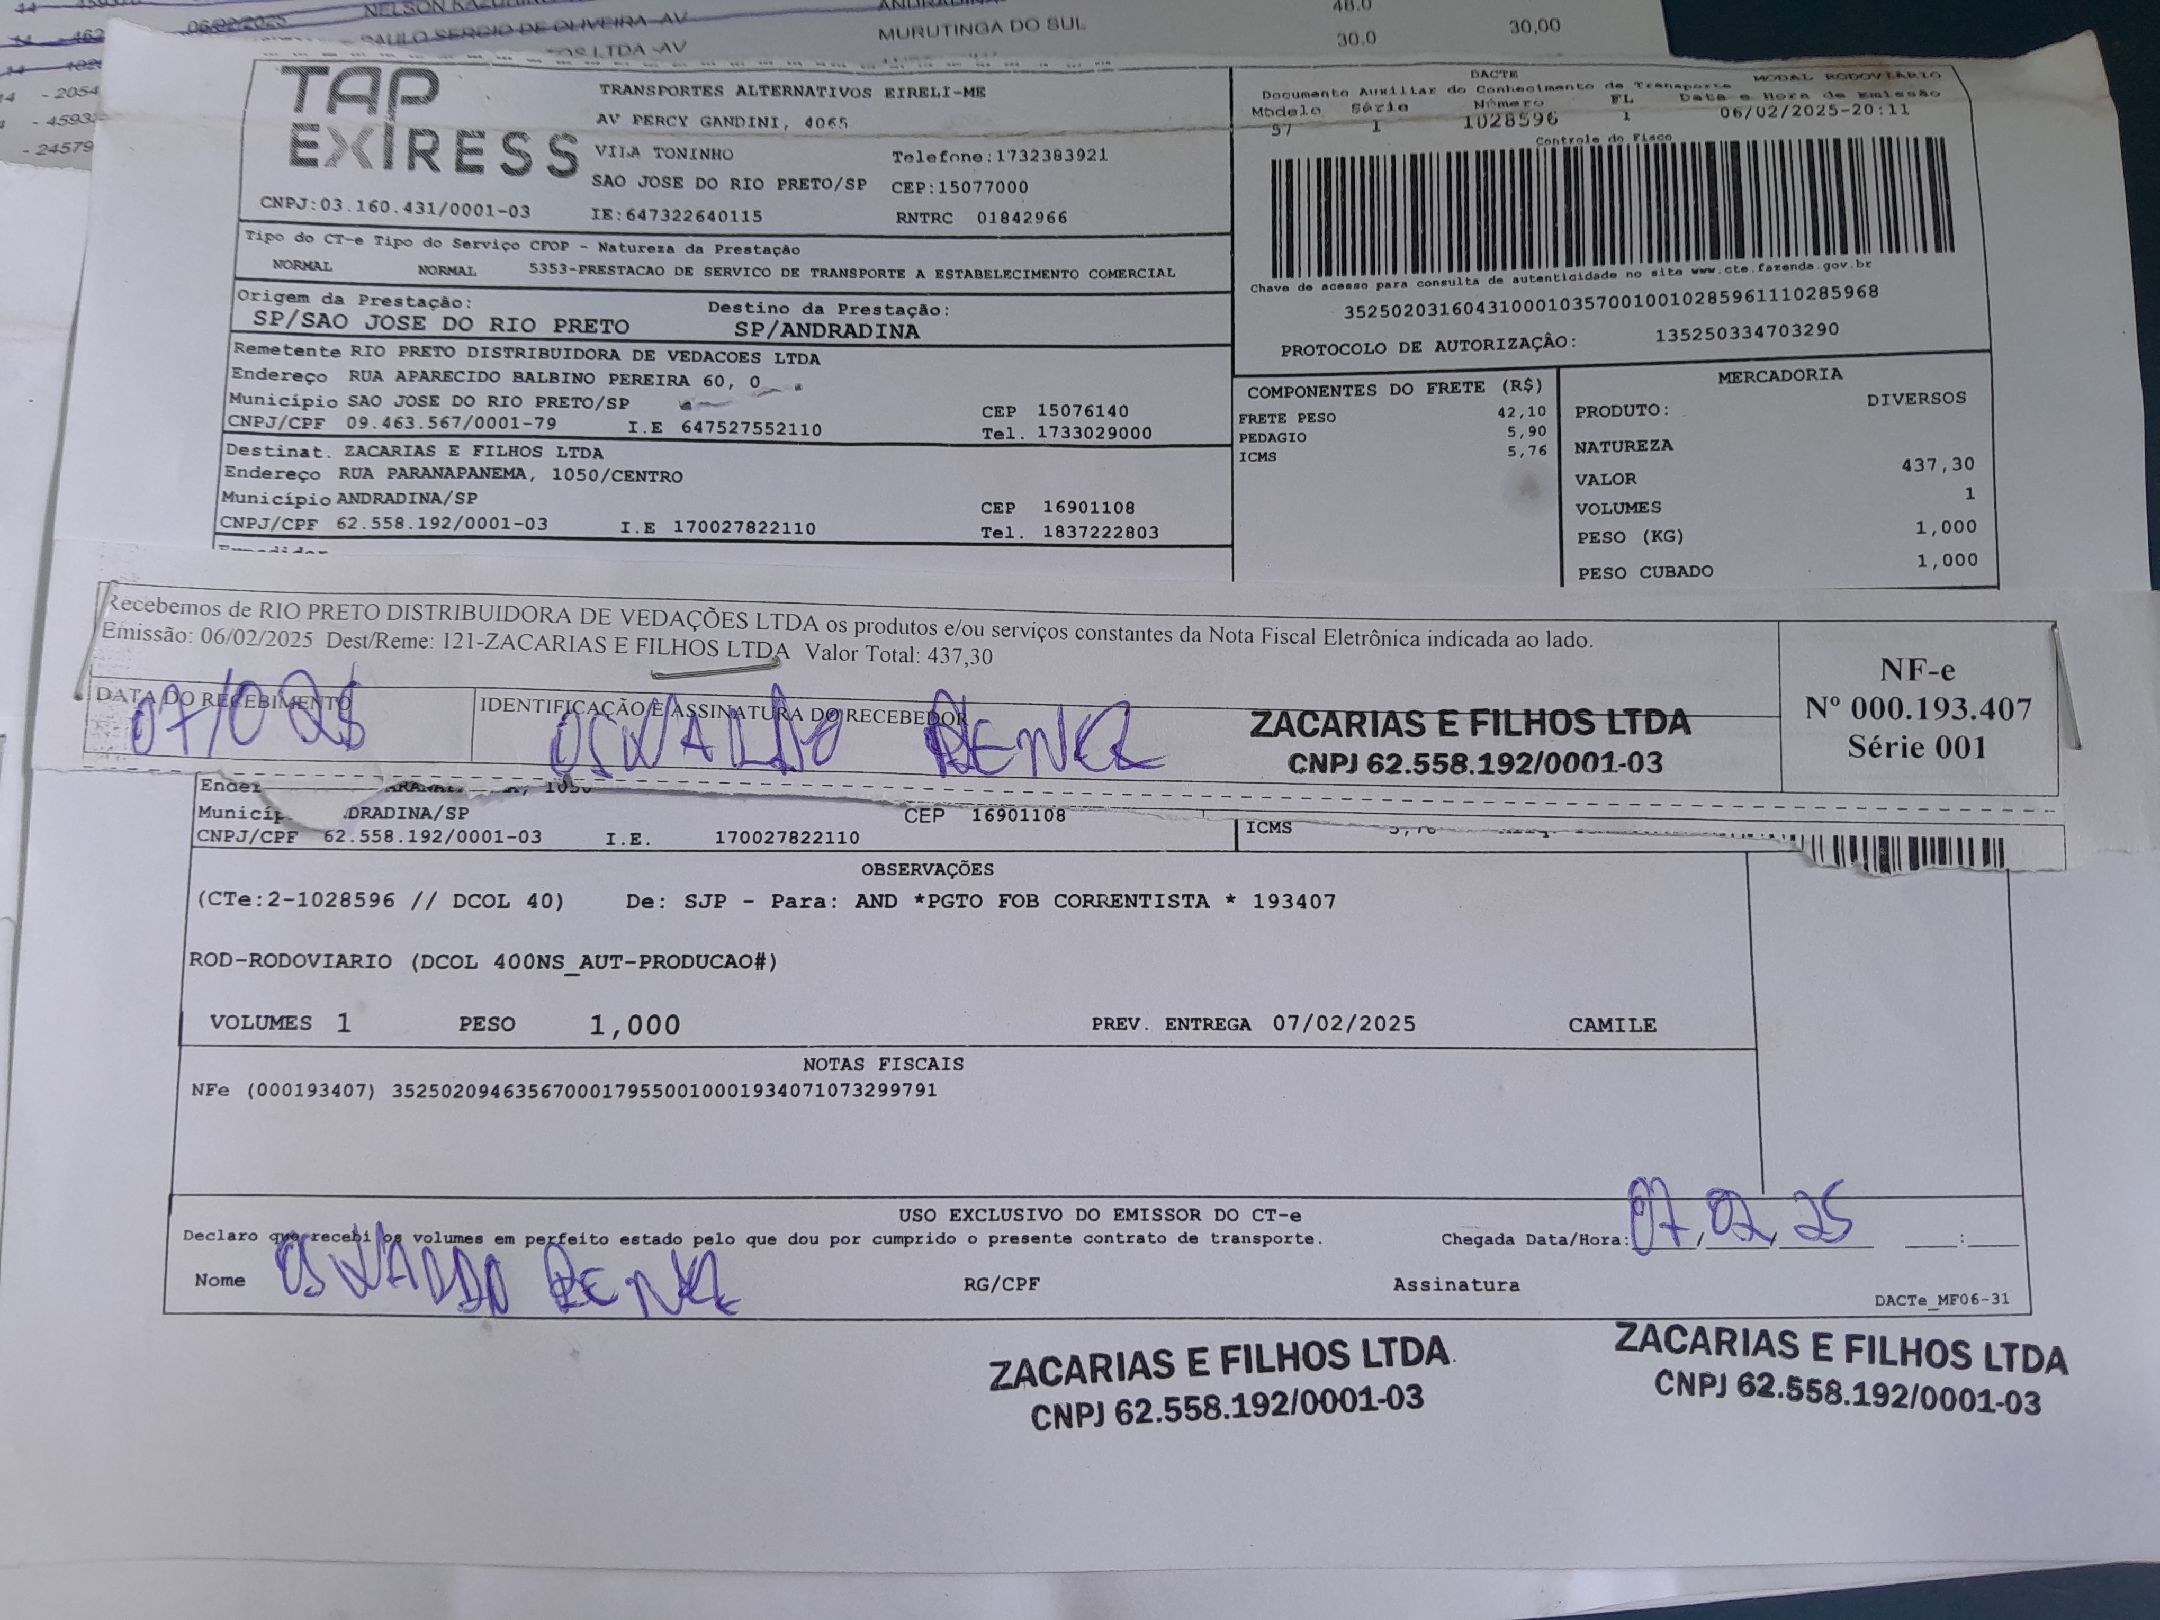 NELSON
06/02/2025 PAULO SERGIO DE OLIVEIRA -AV MURUTINGA DO SUL 30.0 30,00
LTDA -AV
- 2054
- 24579
TAP EXPRESS
TRANSPORTES ALTERNATIVOS EIRELI-ME
AV PERCY GANDINI, 4065
VILA TONINHO Telefone:1732383921
SAO JOSE DO RIO PRETO/SP CEP:15077000
CNPJ:03.160.431/0001-03 IE:647322640115 RNTRC 01842966
DACTE MODAL RODOVIÁRIO
Documento Auxiliar do Conhecimento de Transporte
Modelo Série Número FL Data e Hora de Emissão
57 1 1028596 1 06/02/2025-20:11
Controle do Fisco
Chave de acesso para consulta de autenticidade no site www.cte.fazenda.gov.br
35250203160431000103570010010285961110285968
PROTOCOLO DE AUTORIZAÇÃO: 135250334703290
Tipo do CT-e Tipo do Serviço CFOP - Natureza da Prestação
NORMAL NORMAL 5353-PRESTACAO DE SERVICO DE TRANSPORTE A ESTABELECIMENTO COMERCIAL
Origem da Prestação: Destino da Prestação:
SP/SAO JOSE DO RIO PRETO SP/ANDRADINA
Remetente RIO PRETO DISTRIBUIDORA DE VEDACOES LTDA
Endereço RUA APARECIDO BALBINO PEREIRA 60, 0
Município SAO JOSE DO RIO PRETO/SP CEP 15076140
CNPJ/CPF 09.463.567/0001-79 I.E 647527552110 Tel. 1733029000
Destinat. ZACARIAS E FILHOS LTDA
Endereço RUA PARANAPANEMA, 1050/CENTRO
Município ANDRADINA/SP CEP 16901108
CNPJ/CPF 62.558.192/0001-03 I.E 170027822110 Tel. 1837222803
COMPONENTES DO FRETE (R$)
FRETE PESO 42,10
PEDAGIO 5,90
ICMS 5,76
MERCADORIA
PRODUTO: DIVERSOS
NATUREZA
VALOR 437,30
VOLUMES 1
PESO (KG) 1,000
PESO CUBADO 1,000
Recebemos de RIO PRETO DISTRIBUIDORA DE VEDAÇÕES LTDA os produtos e/ou serviços constantes da Nota Fiscal Eletrônica indicada ao lado.
Emissão: 06/02/2025 Dest/Reme: 121-ZACARIAS E FILHOS LTDA Valor Total: 437,30
DATA DO RECEBIMENTO IDENTIFICAÇÃO E ASSINATURA DO RECEBEDOR
OSWALDO
ZACARIAS E FILHOS LTDA
CNPJ 62.558.192/0001-03
NF-e
Nº 000.193.407
Série 001
ANDRADINA/SP CEP 16901108
CNPJ/CPF 62.558.192/0001-03 I.E. 170027822110
ICMS
OBSERVAÇÕES
(CTe:2-1028596 // DCOL 40) De: SJP - Para: AND *PGTO FOB CORRENTISTA * 193407
ROD-RODOVIARIO (DCOL 400NS_AUT-PRODUCAO#)
VOLUMES 1 PESO 1,000 PREV. ENTREGA 07/02/2025 CAMILE
NOTAS FISCAIS
NFe (000193407) 35250209463567000179550010001934071073299791
USO EXCLUSIVO DO EMISSOR DO CT-e
Declaro que recebi os volumes em perfeito estado pelo que dou por cumprido o presente contrato de transporte. Chegada Data/Hora: 07/02/25 __:__
Nome OSWALDO RG/CPF Assinatura
DACTe_MF06-31
ZACARIAS E FILHOS LTDA
CNPJ 62.558.192/0001-03
ZACARIAS E FILHOS LTDA
CNPJ 62.558.192/0001-03